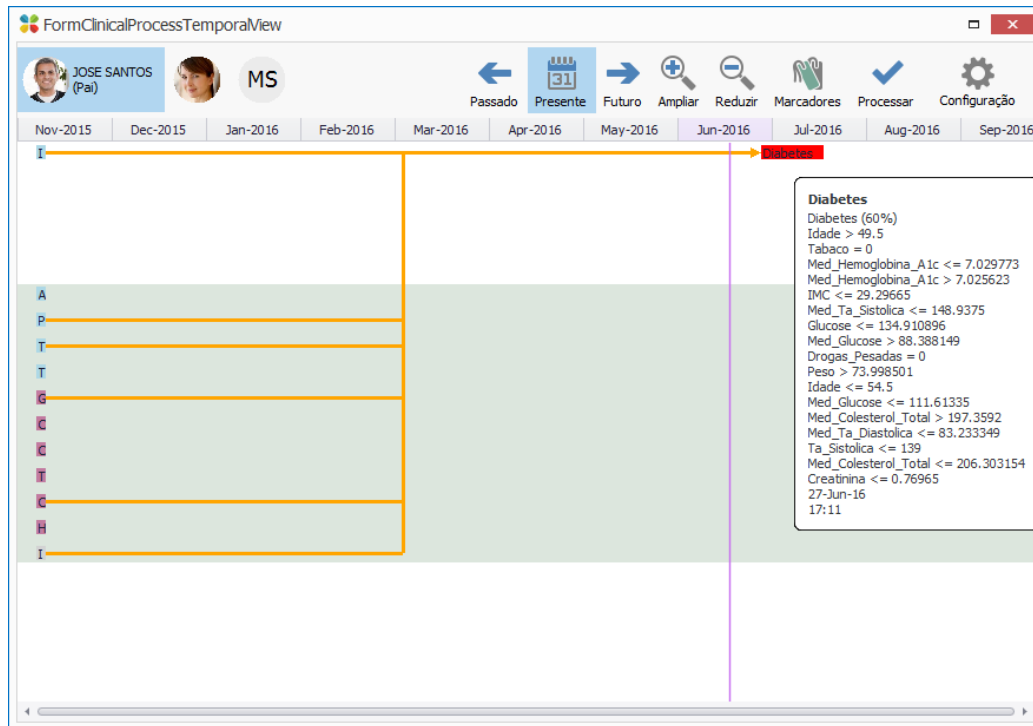 FormClinicalProcessTemporalView
JOSE SANTOS
(Pai)
MS
31
Passado
Presente
Futuro
Ampliar
Reduzir
Marcadores
Processar
Configuração
Nov-2015
Dec-2015
Jan-2016
Feb-2016
Mar-2016
Apr-2016
May-2016
Jun-2016
Jul-2016
Aug-2016
Sep-2016
I
Diabetes
Diabetes
Diabetes (60%)
Idade > 49.5
Tabaco = 0
Med_Hemoglobina_A1c <= 7.029773
Med_Hemoglobina_A1c > 7.025623
IMC <= 29.29665
Med_Ta_Sistolica <= 148.9375
Glucose <= 134.910896
Med_Glucose > 88.388149
Drogas_Pesadas = 0
Peso > 73.998501
Idade <= 54.5
Med_Glucose <= 111.61335
Med_Colesterol_Total > 197.3592
Med_Ta_Diastolica <= 83.233349
Ta_Sistolica <= 139
Med_Colesterol_Total <= 206.303154
Creatinina <= 0.76965
27-Jun-16
17:11
A
P
T
T
G
C
C
T
C
H
I